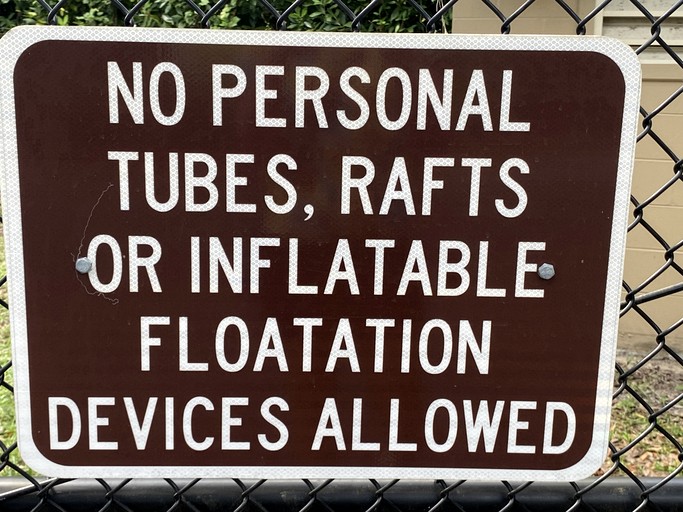 NO PERSONAL
TUBES, RAFTS
OR INFLATABLE
FLOATATION
DEVICES ALLOWED